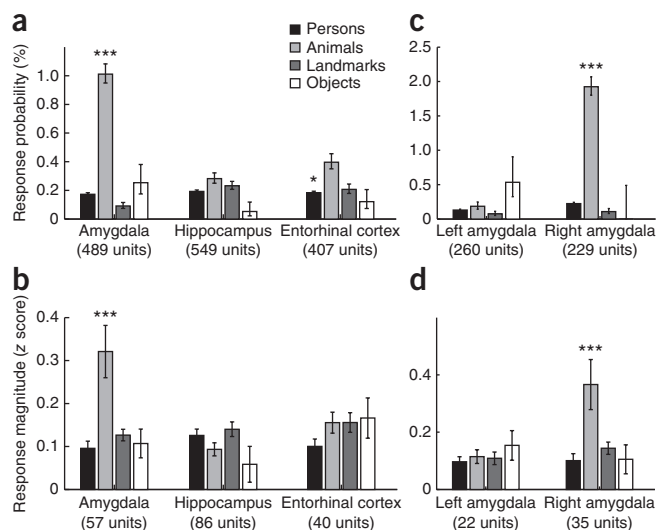 a
Persons
Animals
Landmarks
Objects
Response probability (%)
1.0
0.8
0.6
0.4
0.2
0
***
*
Amygdala
(489 units)
Hippocampus
(549 units)
Entorhinal cortex
(407 units)
c
2.5
2.0
1.5
1.0
0.5
0
***
Left amygdala
(260 units)
Right amygdala
(229 units)
b
Response magnitude (z score)
0.4
0.3
0.2
0.1
0
***
Amygdala
(57 units)
Hippocampus
(86 units)
Entorhinal cortex
(40 units)
d
0.4
0.2
0
***
Left amygdala
(22 units)
Right amygdala
(35 units)